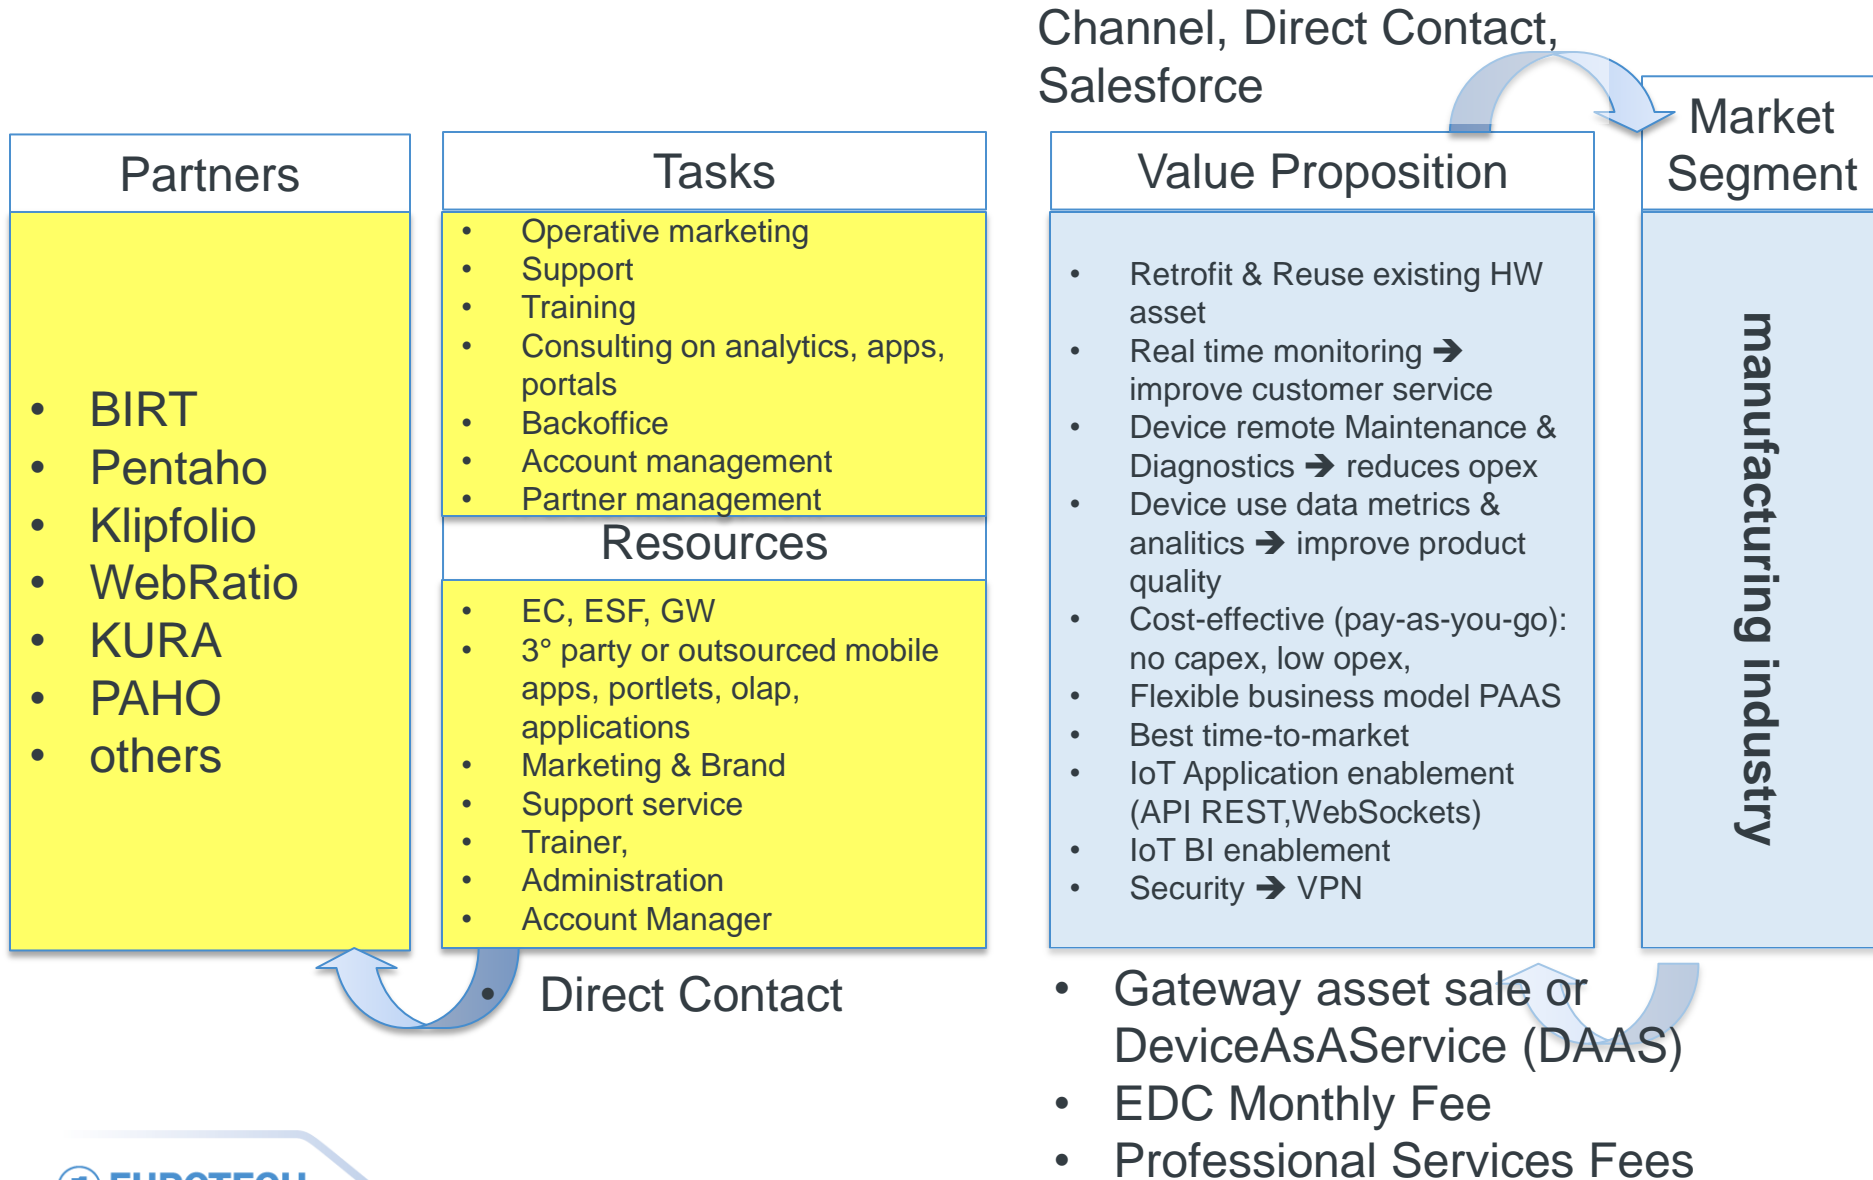 Channel, Direct Contact,
Salesforce
Partners
• BIRT
• Pentaho
• Klipfolio
• WebRatio
• KURA
• PAHO
• others
Tasks
• Operative marketing
• Support
• Training
• Consulting on analytics, apps,
portals
• Backoffice
• Account management
• Partner management
Resources
• EC, ESF, GW
• 3° party or outsourced mobile
apps, portlets, olap,
applications
• Marketing & Brand
• Support service
• Trainer,
• Administration
• Account Manager
• Direct Contact
Value Proposition
• Retrofit & Reuse existing HW
asset
• Real time monitoring ➔
improve customer service
• Device remote Maintenance &
Diagnostics ➔ reduces opex
• Device use data metrics &
analitics ➔ improve product
quality
• Cost-effective (pay-as-you-go):
no capex, low opex,
• Flexible business model PAAS
• Best time-to-market
• IoT Application enablement
(API REST,WebSockets)
• IoT BI enablement
• Security ➔ VPN
Market
Segment
manufacturing industry
• Gateway asset sale or
DeviceAsAService (DAAS)
• EDC Monthly Fee
• Professional Services Fees
EUROTECH